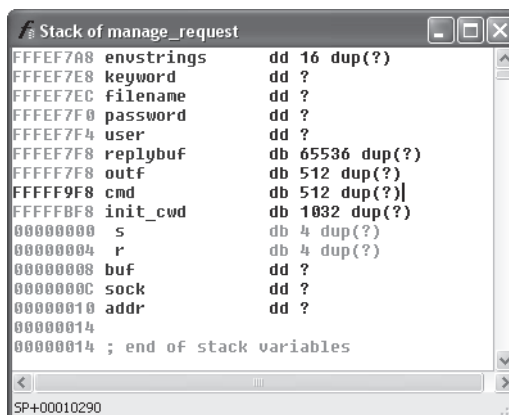 Stack of manage_request
FFFEF7A8 envstrings dd 16 dup(?)
FFFEF7E8 keyword dd ?
FFFEF7EC filename dd ?
FFFEF7F0 password dd ?
FFFEF7F4 user dd ?
FFFEF7F8 replybuf db 65536 dup(?)
FFFFF7F8 outf db 512 dup(?)
FFFFF9F8 cmd db 512 dup(?)
FFFFFBF8 init_cwd db 1032 dup(?)
00000000 s db 4 dup(?)
00000004 r db 4 dup(?)
00000008 buf dd ?
0000000C sock dd ?
00000010 addr dd ?
00000014
00000014 ; end of stack variables
SP+00010290